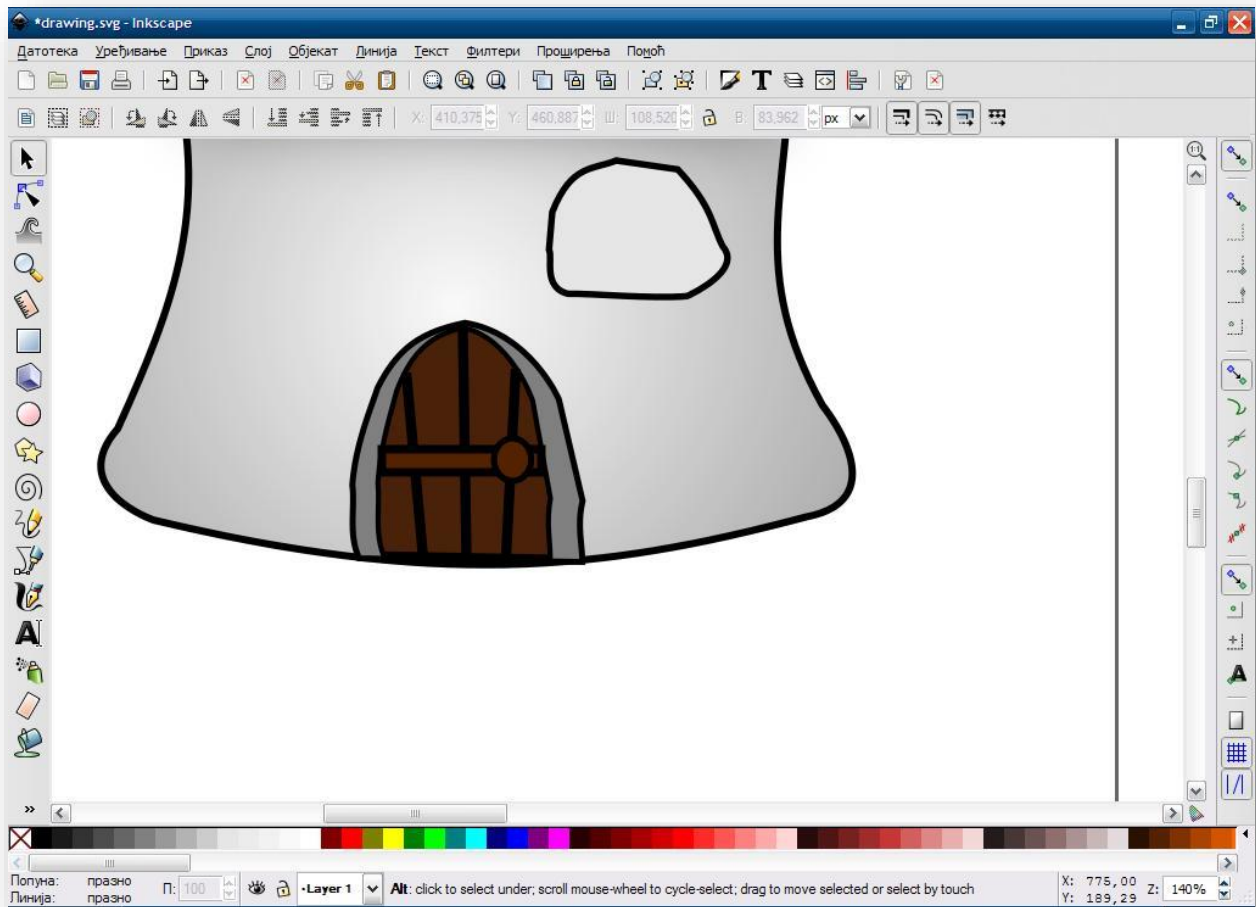 *drawing.svg - Inkscape
Датотека Уређивање Приказ Слој Објекат Линија Текст Филтери Проширења Помоћ
X: 410,375 Y: 460,887 Ш: 108,520 В: 83,962 px
1:1
Попуна: празно
Линија: празно
П: 100
•Layer 1
Alt: click to select under; scroll mouse-wheel to cycle-select; drag to move selected or select by touch
X: 775,00
Y: 189,29
Z: 140%